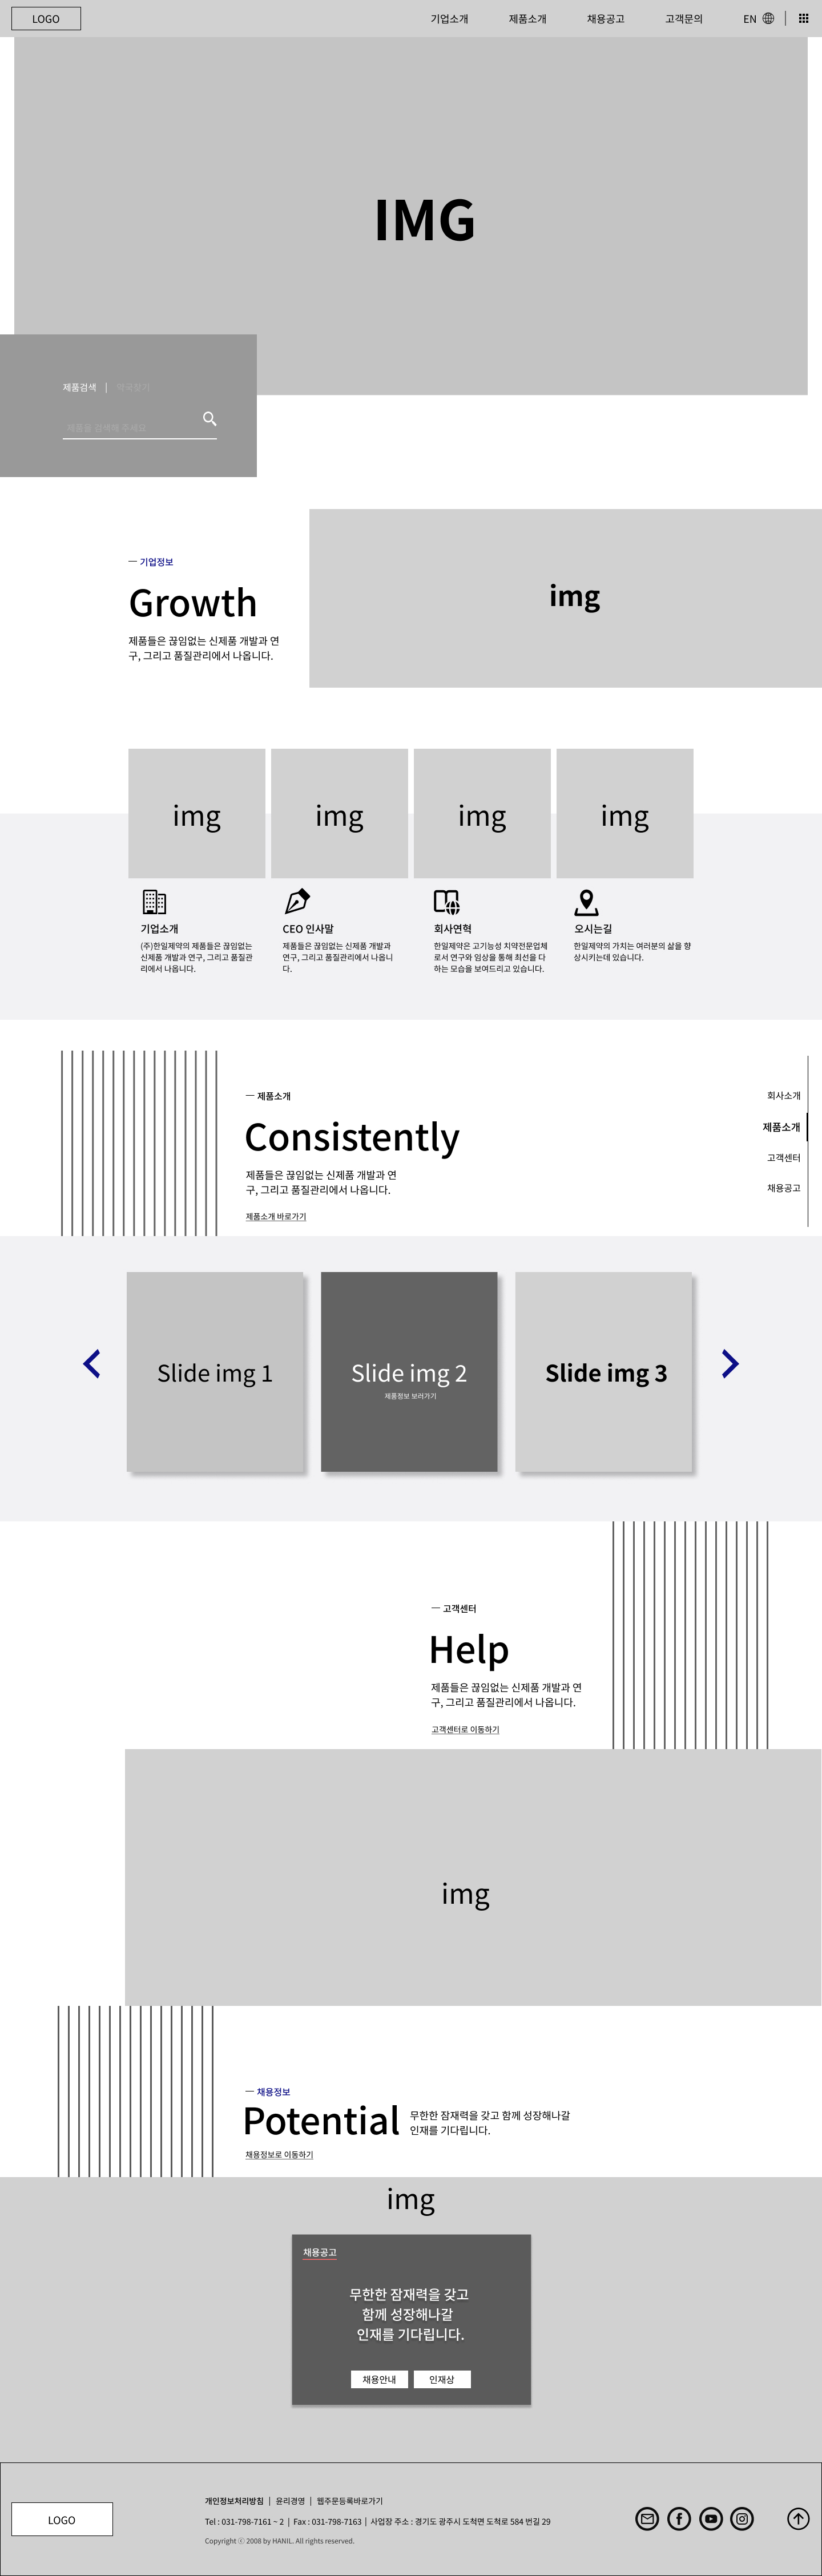 LOGO
기업소개
제품소개
채용공고
고객문의
EN
IMG
제품검색 | 약국찾기
제품을 검색해 주세요
기업정보
Growth
제품들은 끊임없는 신제품 개발과 연
구, 그리고 품질관리에서 나옵니다.
img
img
img
img
img
기업소개
(주)한일제약의 제품들은 끊임없는
신제품 개발과 연구, 그리고 품질관
리에서 나옵니다.
CEO 인사말
제품들은 끊임없는 신제품 개발과
연구, 그리고 품질관리에서 나옵니
다.
회사연혁
한일제약은 고기능성 치약전문업체
로서 연구와 임상을 통해 최선을 다
하는 모습을 보여드리고 있습니다.
오시는길
한일제약의 가치는 여러분의 삶을 향
상시키는데 있습니다.
제품소개
Consistently
제품들은 끊임없는 신제품 개발과 연
구, 그리고 품질관리에서 나옵니다.
제품소개 바로가기
회사소개
제품소개
고객센터
채용공고
Slide img 1
Slide img 2
제품정보 보러가기
Slide img 3
고객센터
Help
제품들은 끊임없는 신제품 개발과 연
구, 그리고 품질관리에서 나옵니다.
고객센터로 이동하기
img
채용정보
Potential
무한한 잠재력을 갖고 함께 성장해나갈
인재를 기다립니다.
채용정보로 이동하기
img
채용공고
무한한 잠재력을 갖고
함께 성장해나갈
인재를 기다립니다.
채용안내
인재상
LOGO
개인정보처리방침 | 윤리경영 | 웹주문등록바로가기
Tel : 031-798-7161 ~ 2 | Fax : 031-798-7163 | 사업장 주소 : 경기도 광주시 도척면 도척로 584 번길 29
Copyright ⓒ 2008 by HANIL. All rights reserved.